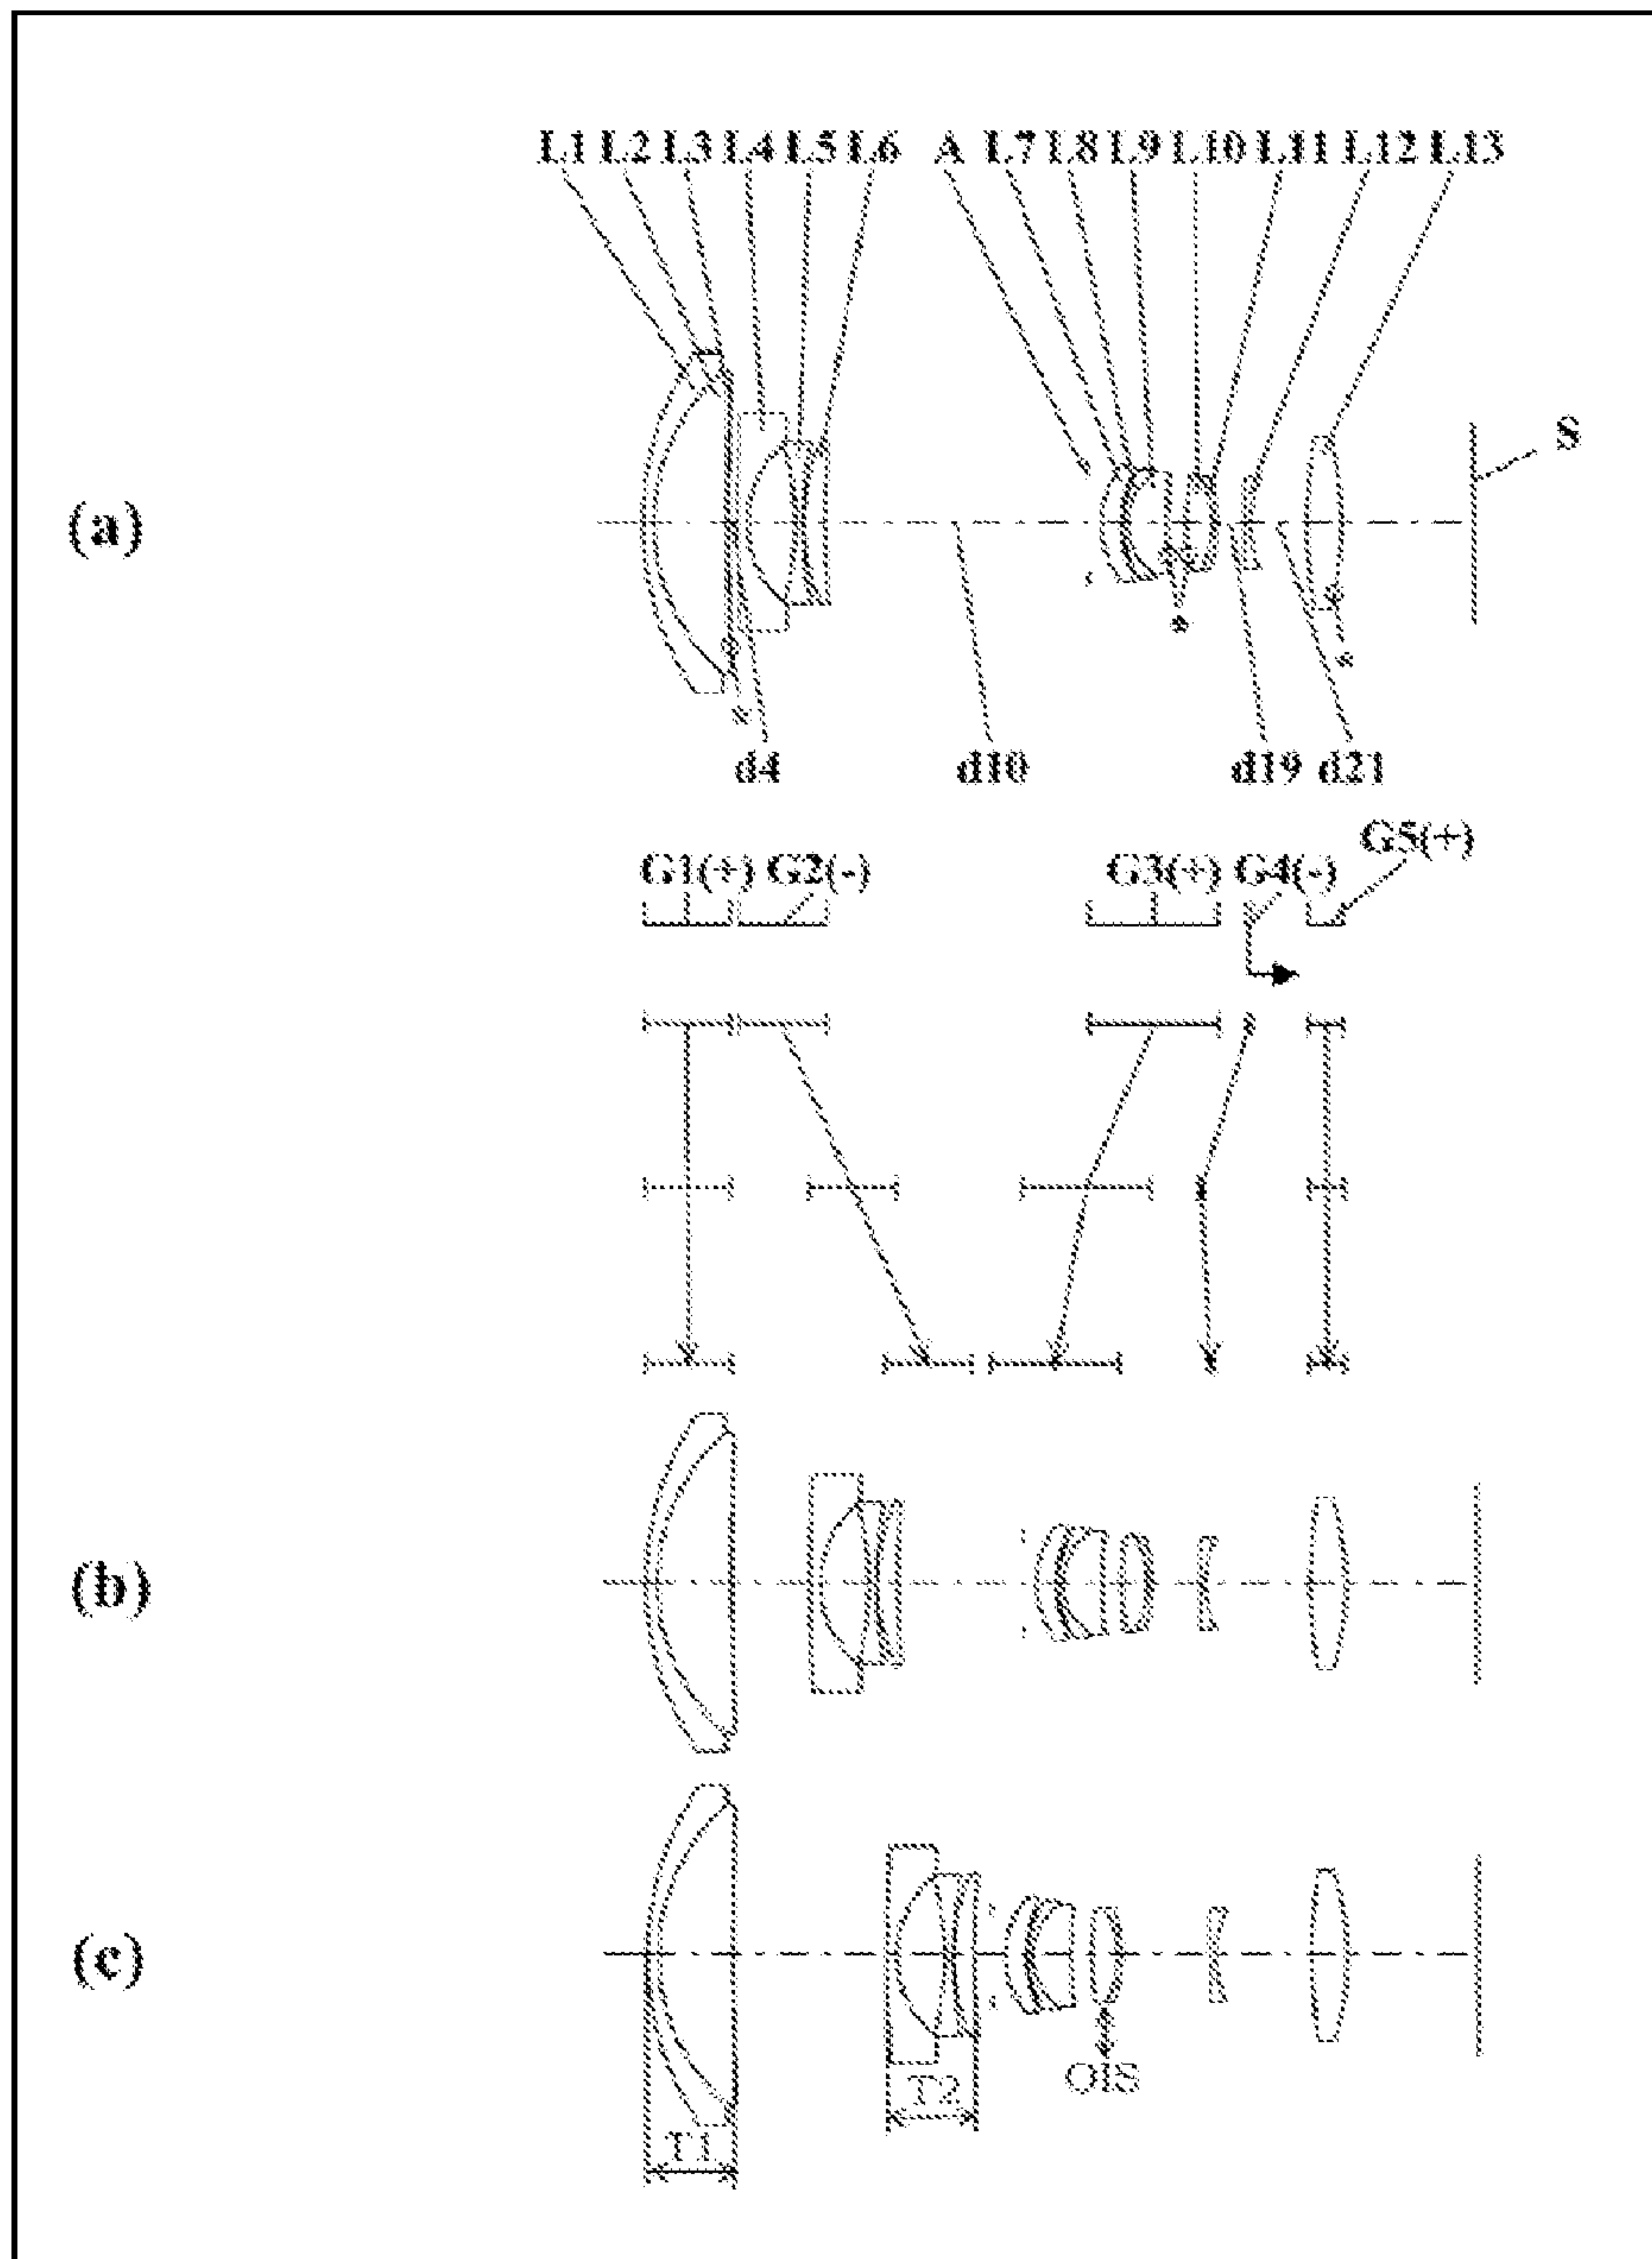 L1 L2 L3 L4 L5 L6 A L7 L8 L9 L10 L11 L12 L13
S
(a)
*
*
*
*
d4 d10 d19 d21
G5(+)
G1(+) G2(-) G3(+) G4(-)
(b)
(c)
OIS
T2
T1